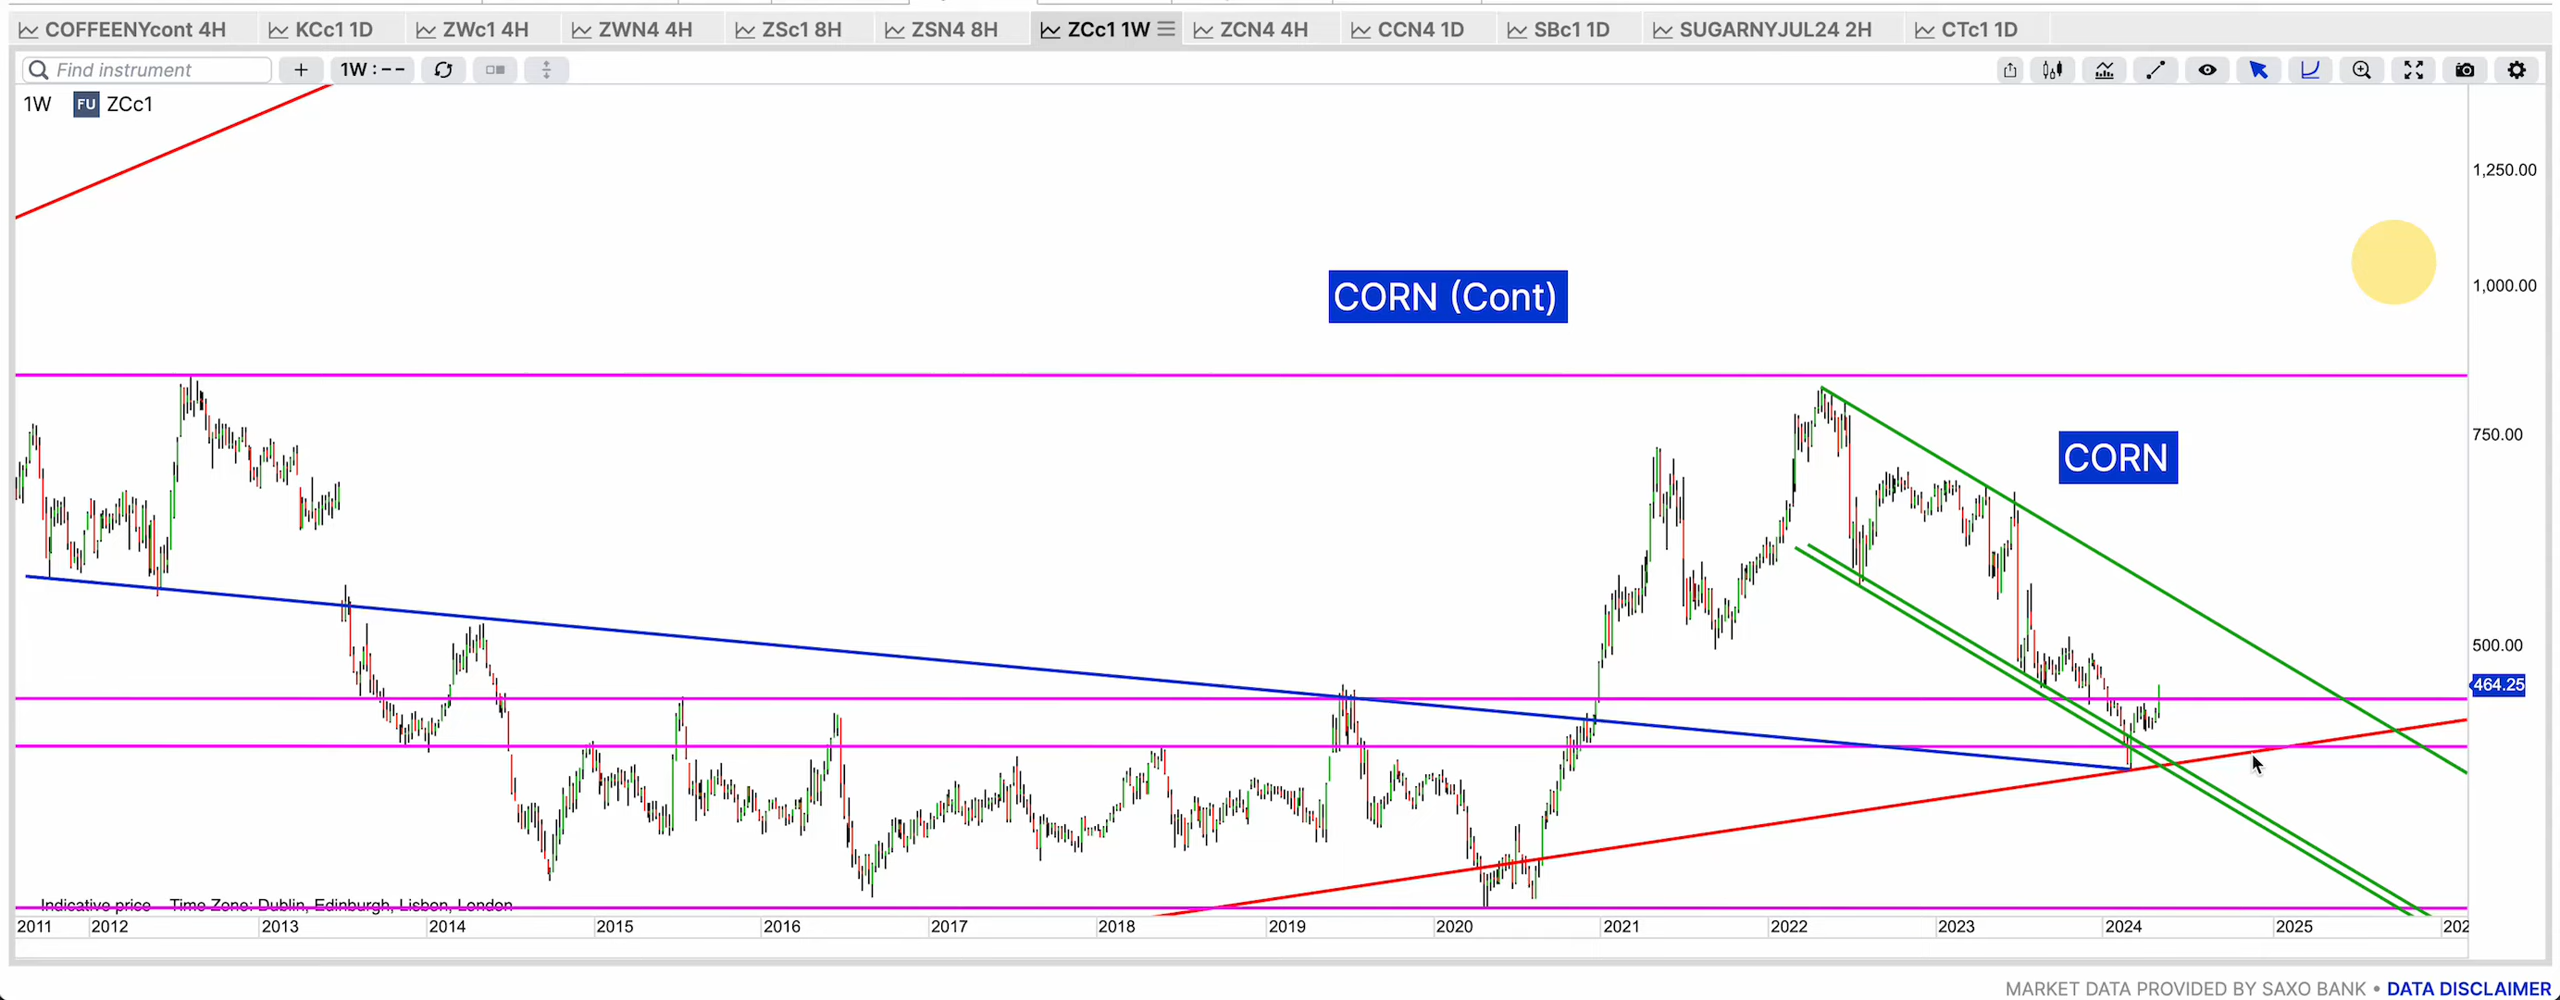 COFFEENYcont 4H KCc1 1D ZWc1 4H ZWN4 4H ZSc1 8H ZSN4 8H ZCc1 1W ZCN4 4H CCN4 1D SBc1 1D SUGARNYJUL24 2H CTc1 1D
Find instrument + 1W : --
1W FU ZCc1
1,250.00
CORN (Cont)
1,000.00
750.00
CORN
500.00
464.25
Indicative price Time Zone: Dublin, Edinburgh, Lisbon, London
2011 2012 2013 2014 2015 2016 2017 2018 2019 2020 2021 2022 2023 2024 2025 202
MARKET DATA PROVIDED BY SAXO BANK • DATA DISCLAIMER